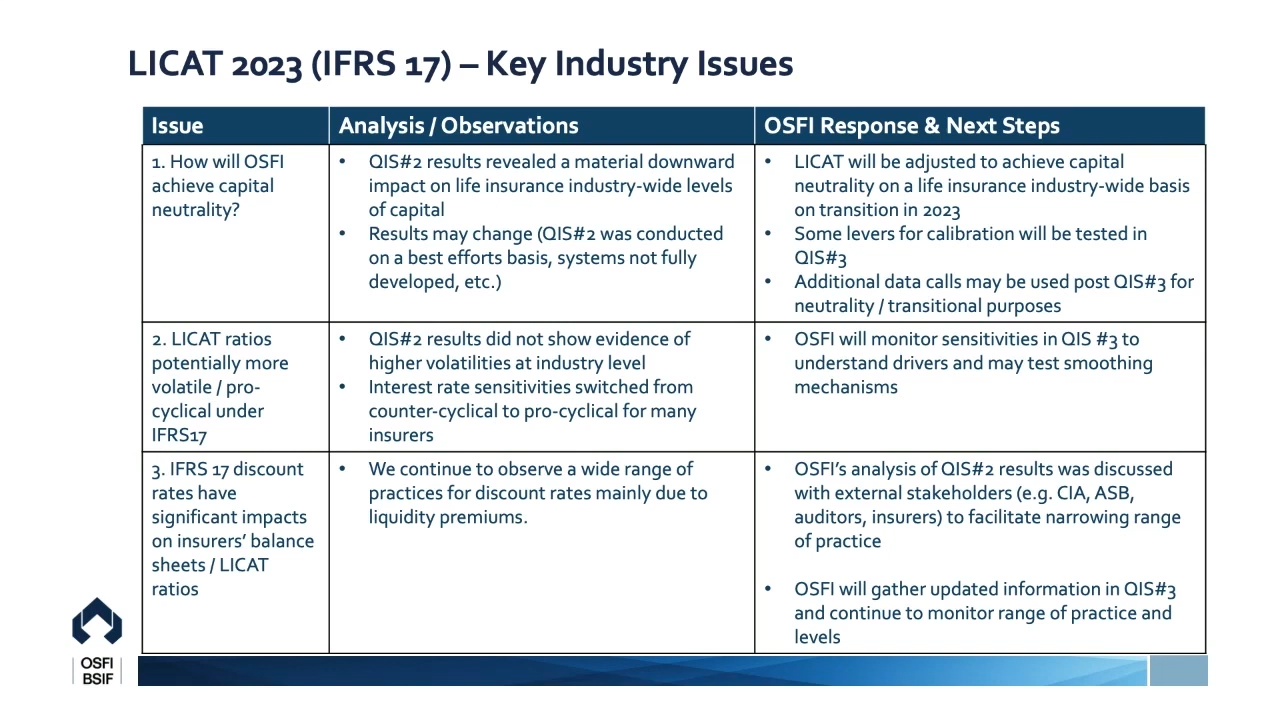 LICAT 2023 (IFRS 17) – Key Industry Issues
Issue
Analysis / Observations
OSFI Response & Next Steps
1. How will OSFI
achieve capital
neutrality?
• QIS#2 results revealed a material downward
impact on life insurance industry-wide levels
of capital
• Results may change (QIS#2 was conducted
on a best efforts basis, systems not fully
developed, etc.)
• LICAT will be adjusted to achieve capital
neutrality on a life insurance industry-wide basis
on transition in 2023
• Some levers for calibration will be tested in
QIS#3
• Additional data calls may be used post QIS#3 for
neutrality / transitional purposes
2. LICAT ratios
potentially more
volatile / pro-
cyclical under
IFRS17
• QIS#2 results did not show evidence of
higher volatilities at industry level
• Interest rate sensitivities switched from
counter-cyclical to pro-cyclical for many
insurers
• OSFI will monitor sensitivities in QIS #3 to
understand drivers and may test smoothing
mechanisms
3. IFRS 17 discount
rates have
significant impacts
on insurers’ balance
sheets / LICAT
ratios
• We continue to observe a wide range of
practices for discount rates mainly due to
liquidity premiums.
• OSFI’s analysis of QIS#2 results was discussed
with external stakeholders (e.g. CIA, ASB,
auditors, insurers) to facilitate narrowing range
of practice
• OSFI will gather updated information in QIS#3
and continue to monitor range of practice and
levels
OSFI
BSIF